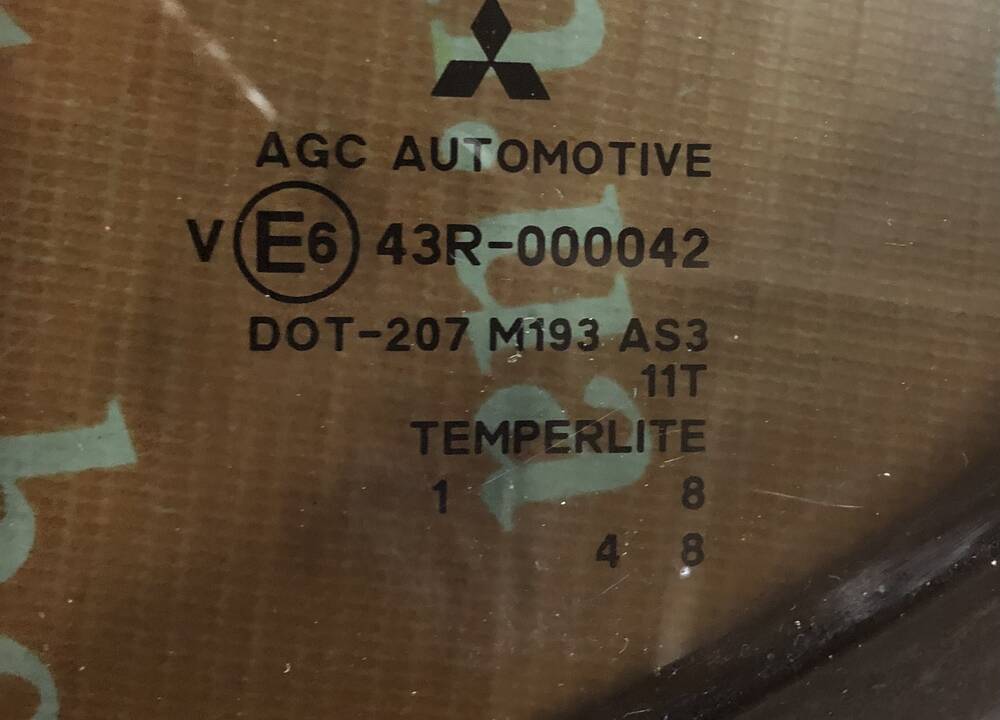 AGC AUTOMOTIVE
V E6 43R-000042
DOT-207 M193 AS3
11T
TEMPERLITE
1 8
4 8